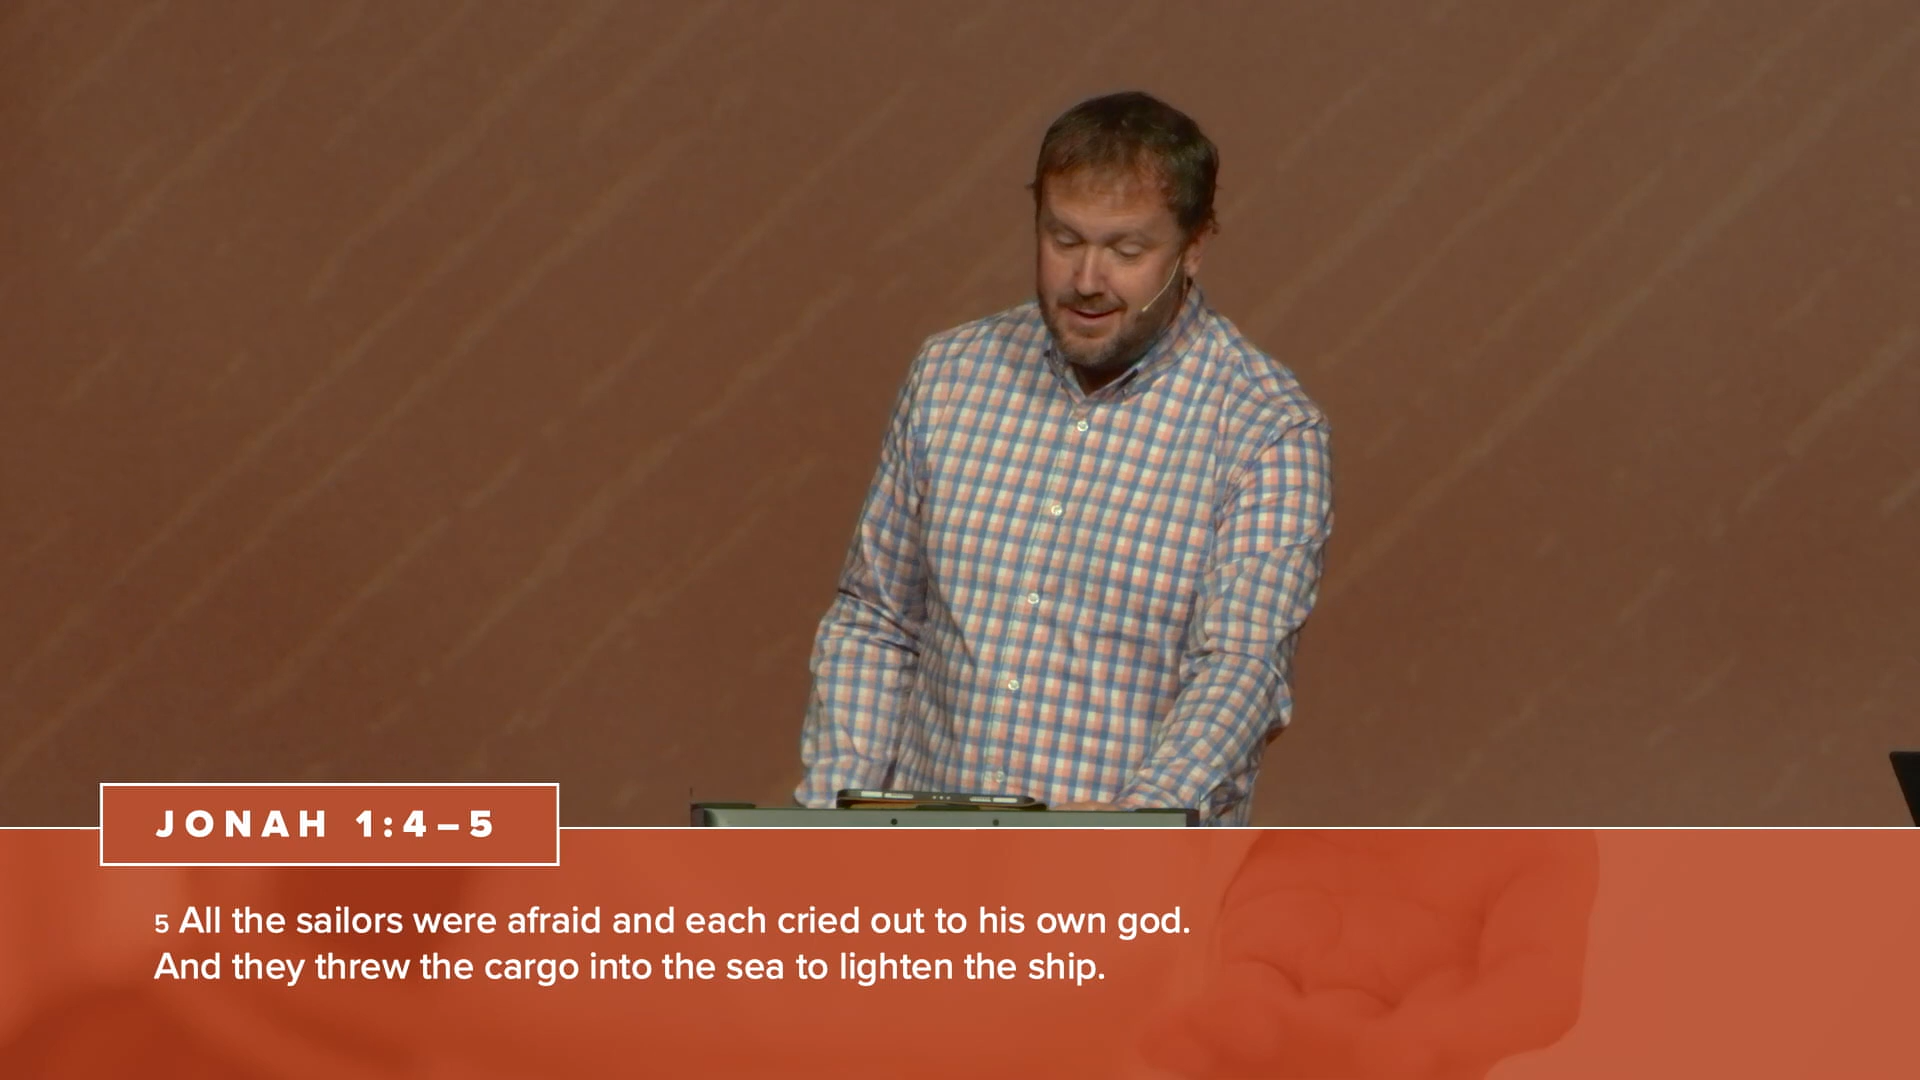 JONAH 1:4–5
5 All the sailors were afraid and each cried out to his own god.
And they threw the cargo into the sea to lighten the ship.